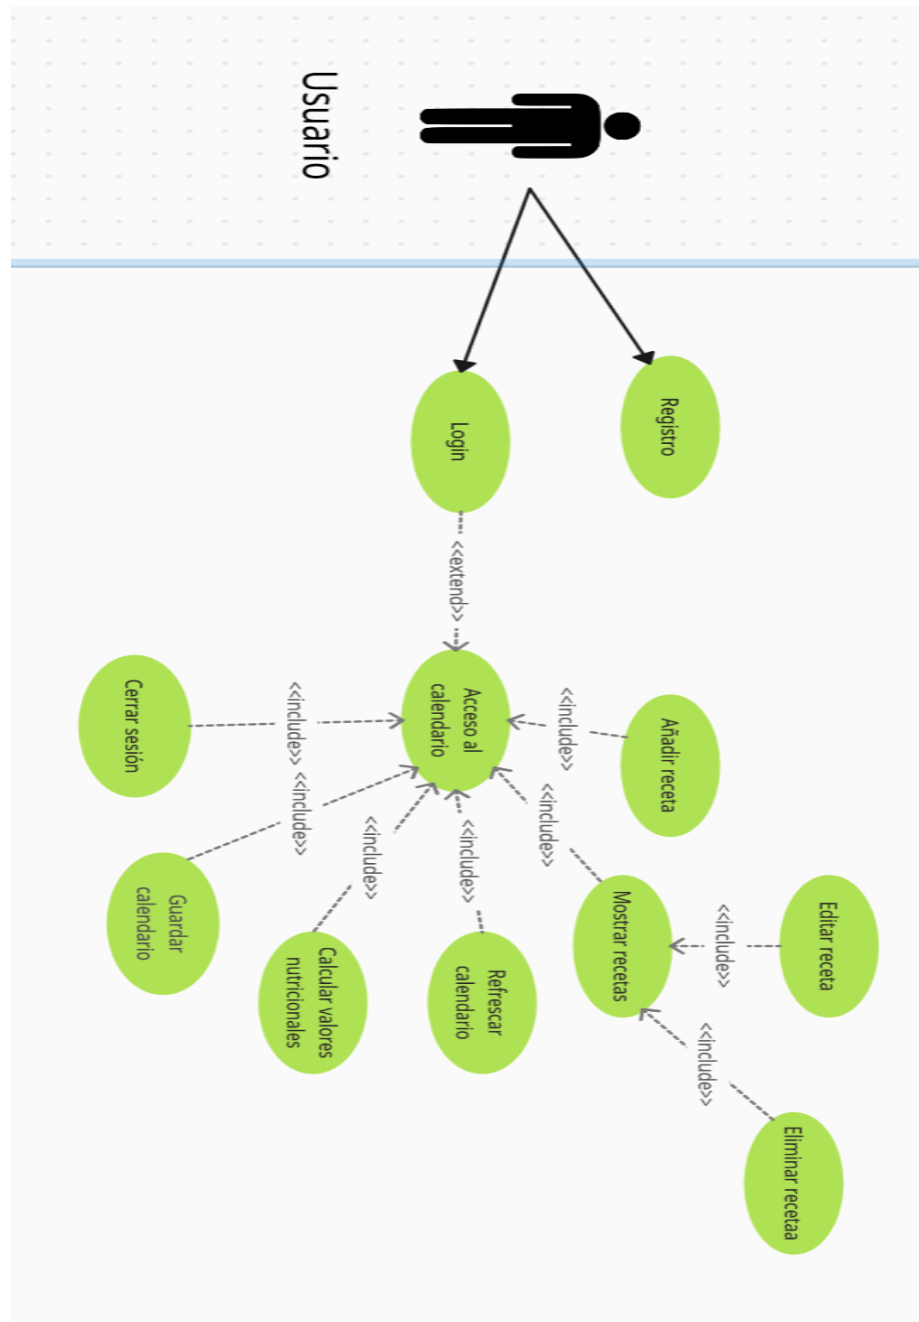 Usuario
Registro
Login
<<extend>>
Acceso al
calendario
Añadir receta
<<include>>
Mostrar recetas
<<include>>
Editar receta
<<include>>
Eliminar recetaa
<<include>>
Refrescar
calendario
<<include>>
Calcular valores
nutricionales
<<include>>
Guardar
calendario
<<include>>
Cerrar sesión
<<include>>